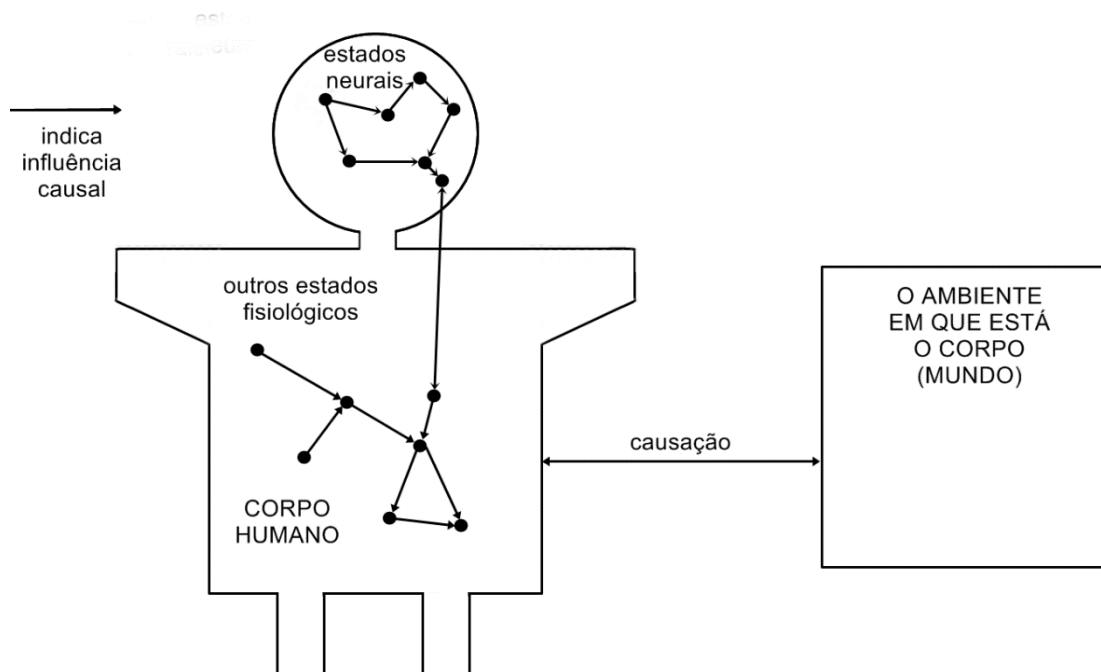 estados
neurais
indica
influência
causal
outros estados
fisiológicos
CORPO
HUMANO
causação
O AMBIENTE
EM QUE ESTÁ
O CORPO
(MUNDO)